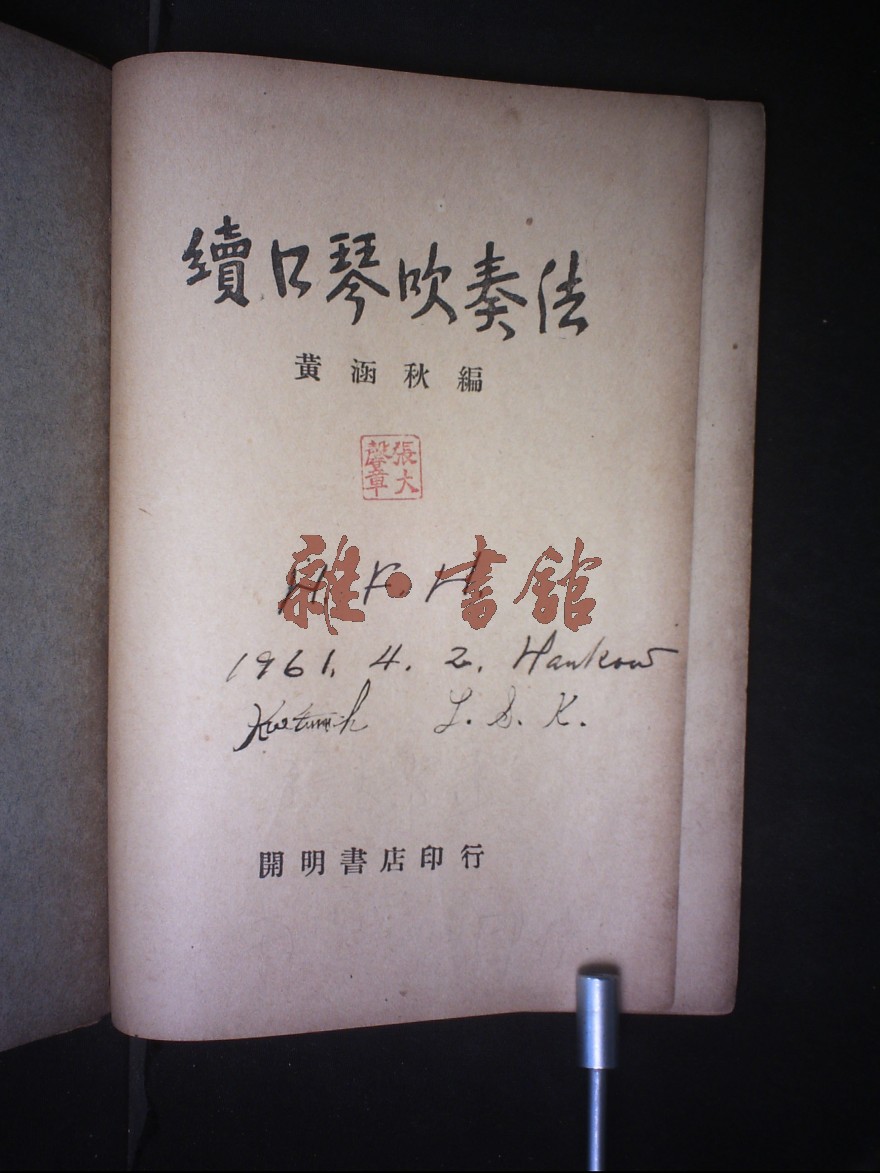 續口琴吹奏法
黃涵秋編
張大
馨章
雜·書館
H. F. H.
1961. 4. 2. Hankow
L. S. K.
開明書店印行